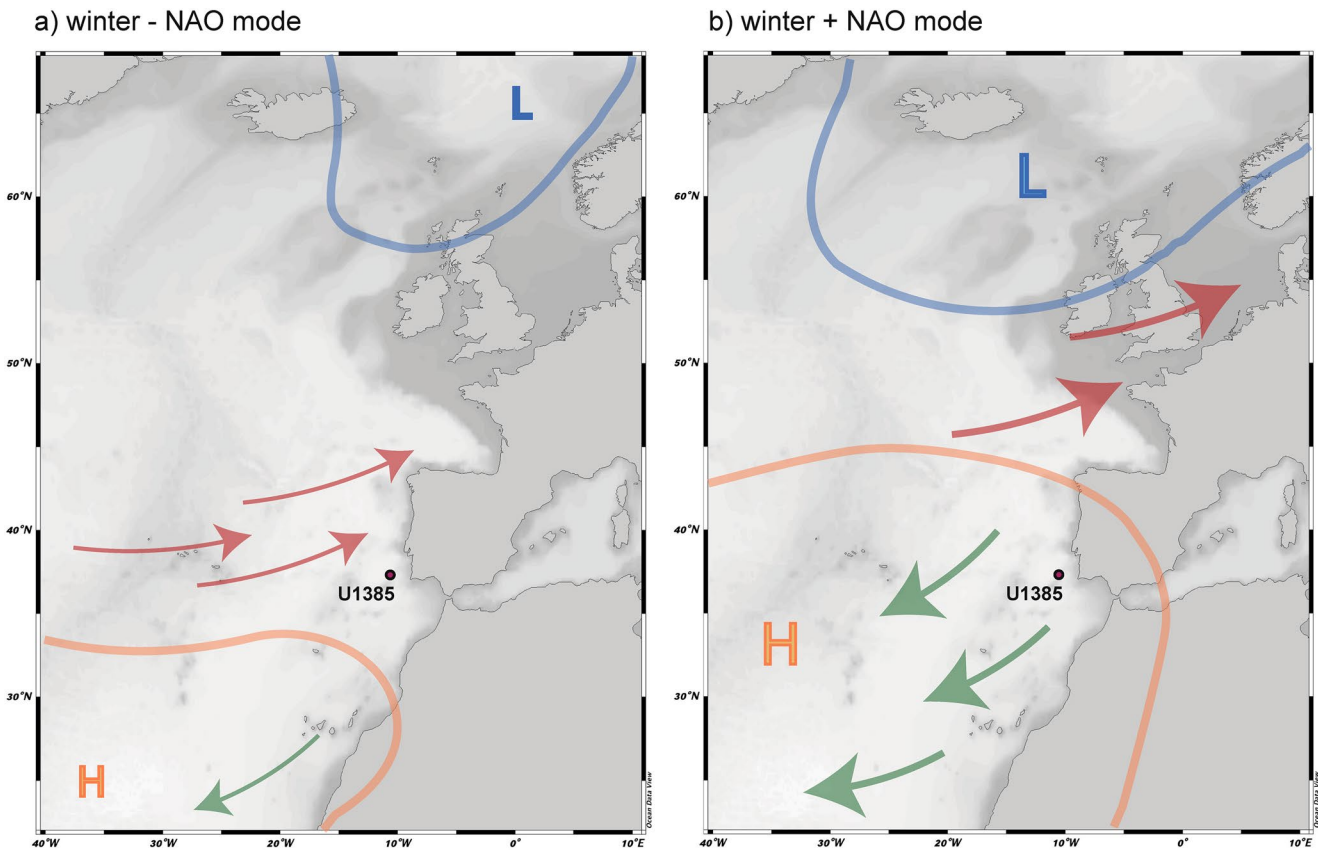 a) winter - NAO mode
b) winter + NAO mode
L
L
60°N
60°N
50°N
50°N
40°N
40°N
U1385
U1385
H
30°N
30°N
H
Ocean Data View
Ocean Data View
40°W
30°W
20°W
10°W
0°
10°E
40°W
30°W
20°W
10°W
0°
10°E